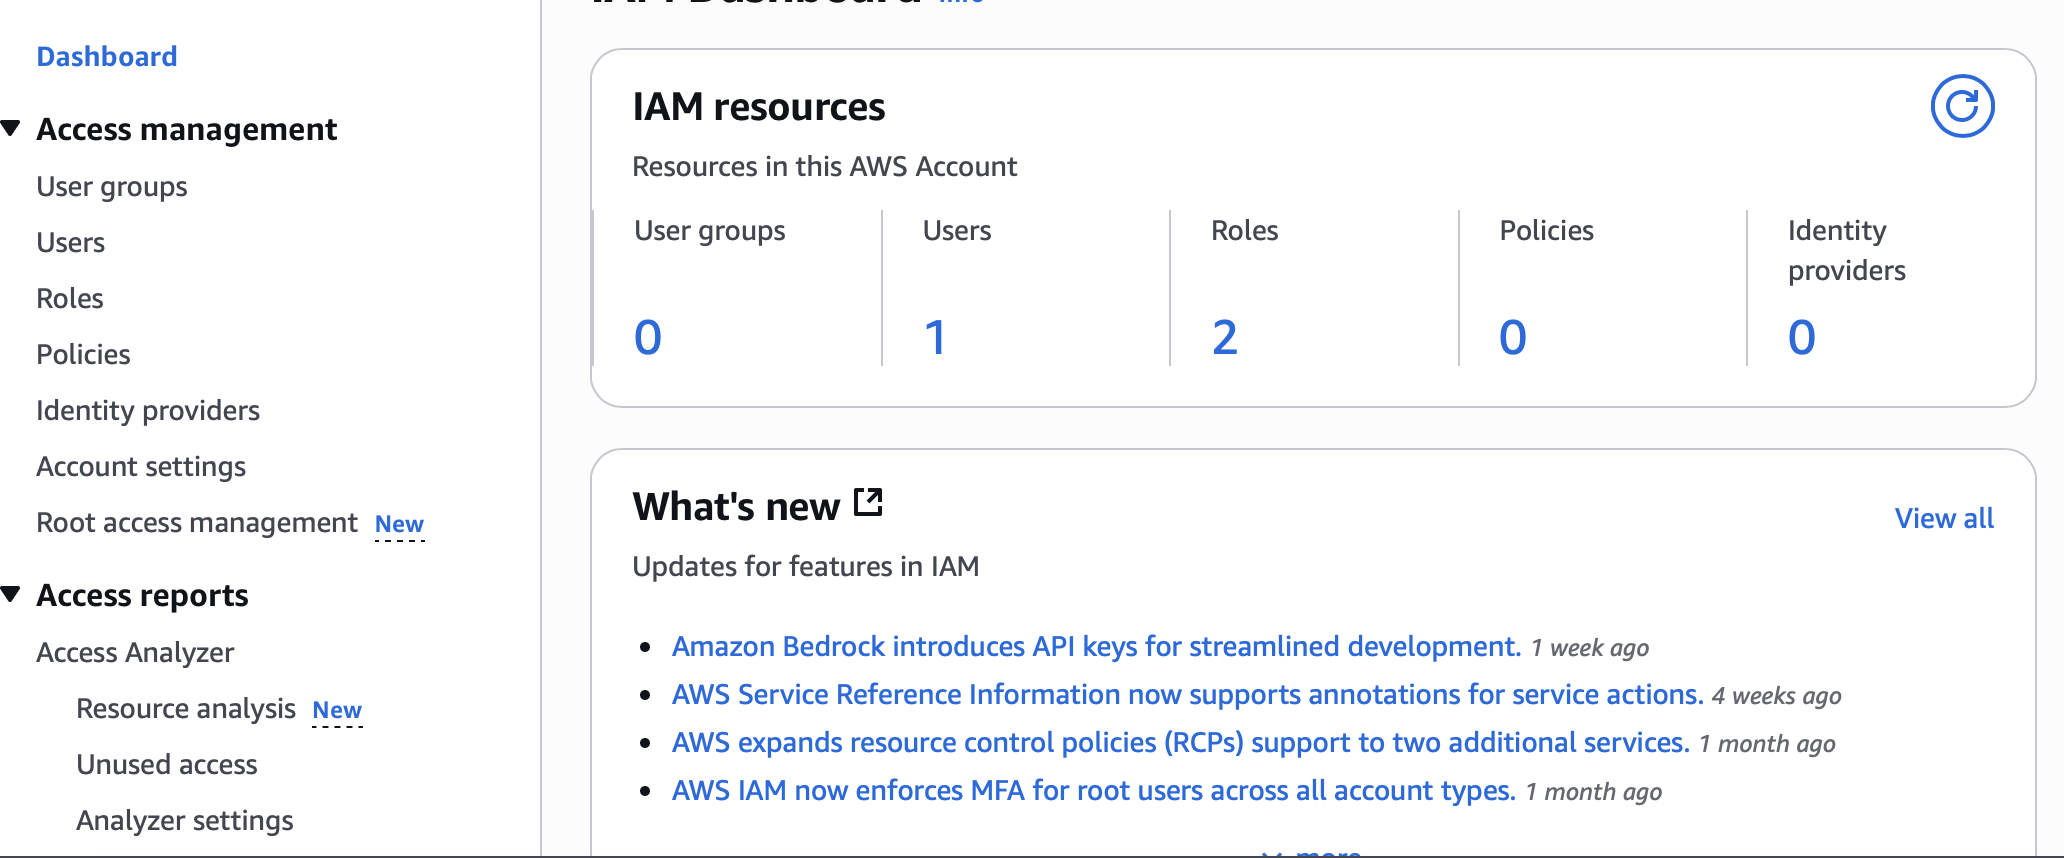 Dashboard
Access management
User groups
Users
Roles
Policies
Identity providers
Account settings
Root access management New
Access reports
Access Analyzer
Resource analysis New
Unused access
Analyzer settings
IAM Dashboard Info
IAM resources
Resources in this AWS Account
User groups
0
Users
1
Roles
2
Policies
0
Identity
providers
0
What's new
View all
Updates for features in IAM
• Amazon Bedrock introduces API keys for streamlined development. 1 week ago
• AWS Service Reference Information now supports annotations for service actions. 4 weeks ago
• AWS expands resource control policies (RCPs) support to two additional services. 1 month ago
• AWS IAM now enforces MFA for root users across all account types. 1 month ago
more